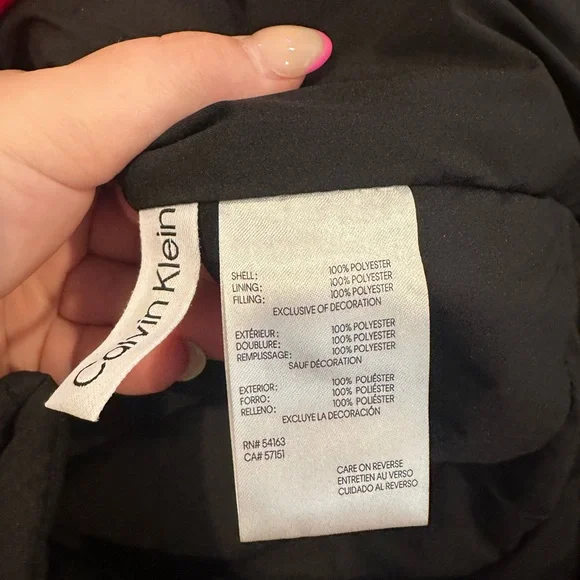 Calvin Klein
SHELL: 100% POLYESTER
LINING: 100% POLYESTER
FILLING: 100% POLYESTER
EXCLUSIVE OF DECORATION
EXTÉRIEUR: 100% POLYESTER
DOUBLURE: 100% POLYESTER
REMPLISSAGE: 100% POLYESTER
SAUF DÉCORATION
EXTERIOR: 100% POLIÉSTER
FORRO: 100% POLIÉSTER
RELLENO: 100% POLIÉSTER
EXCLUYE LA DECORACIÓN
RN# 54163
CA# 57151
CARE ON REVERSE
ENTRETIEN AU VERSO
CUIDADO AL REVERSO